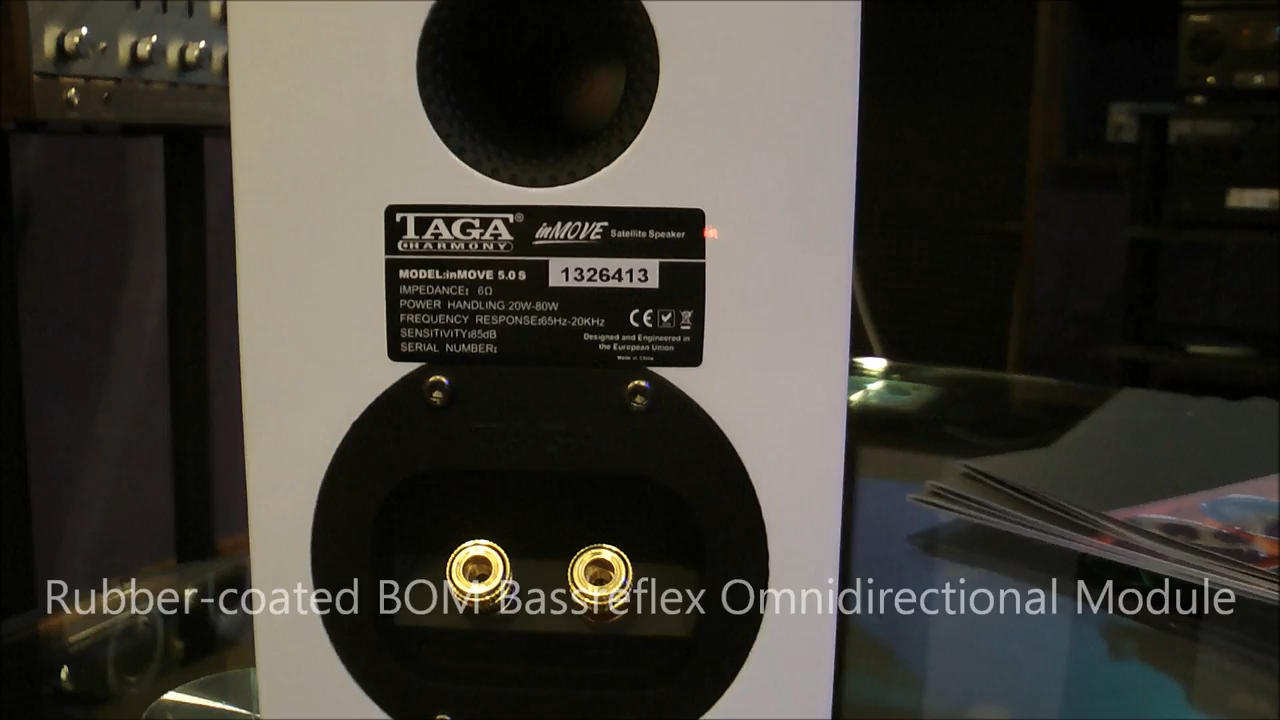 TAGA®
HARMONY
inMOVE Satellite Speaker
MODEL:inMOVE 5.0 S
1326413
IMPEDANCE: 6Ω
POWER HANDLING 20W-80W
FREQUENCY RESPONSE:65Hz-20KHz
SENSITIVITY:85dB
SERIAL NUMBER:
CE
Designed and Engineered in
the European Union
Made in China
Rubber-coated BOM Bassreflex Omnidirectional Module